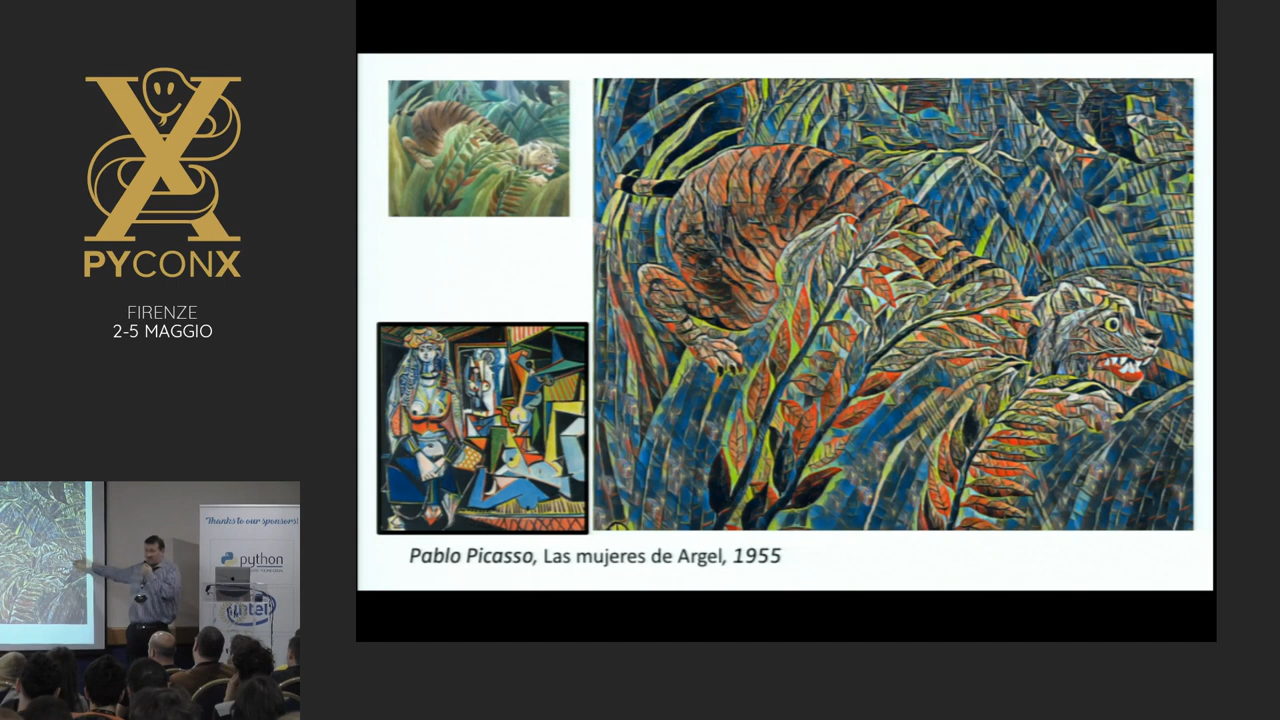 PYCONX
FIRENZE
2-5 MAGGIO
Pablo Picasso, Las mujeres de Argel, 1955
Thanks to our sponsors!
python
intel